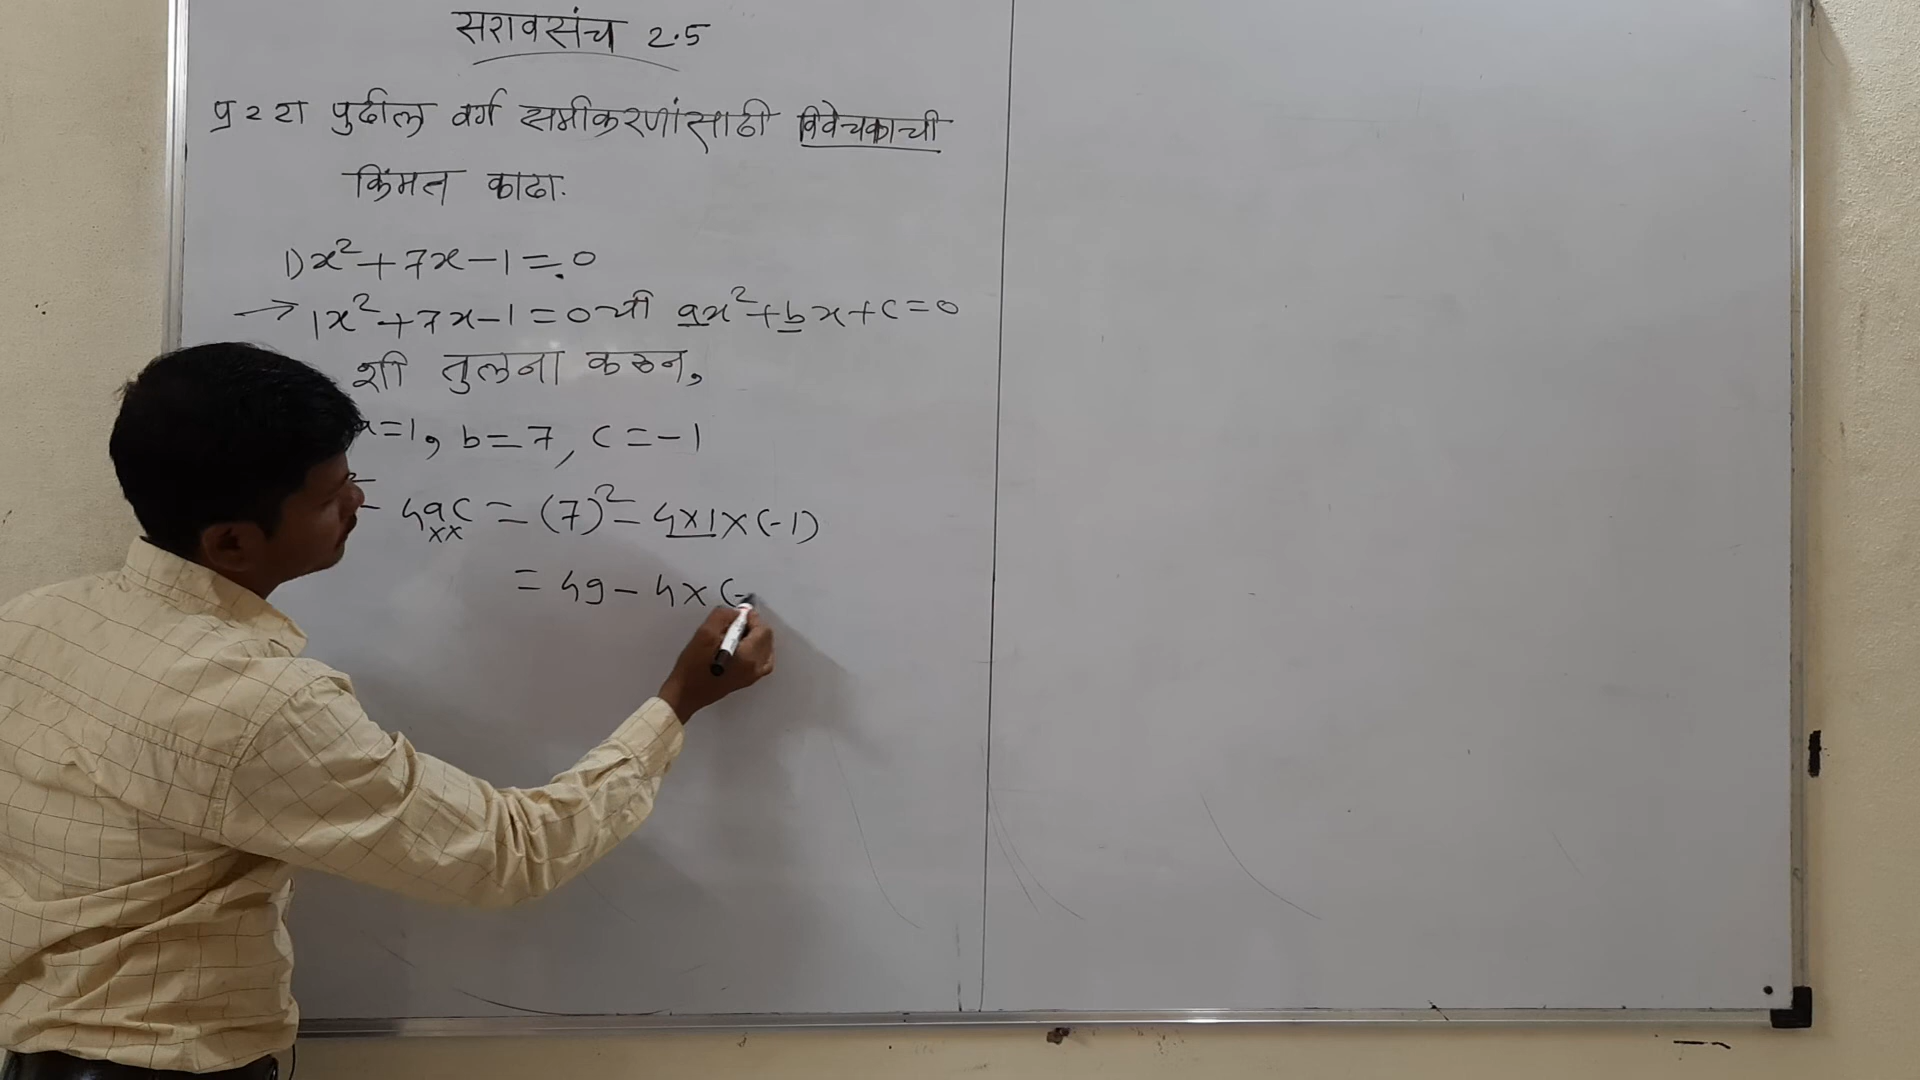 सरावसंच 2.5
प्र 2 रा पुढील वर्ग समीकरणांसाठी विवेचकाची
किंमत काढा.
1) x² + 7x - 1 = 0
→ 1x² + 7x - 1 = 0 ची ax² + bx + c = 0
शी तुलना करून,
a = 1, b = 7, c = -1
- 4ac = (7)² - 4×1×(-1)
= 49 - 4×(-